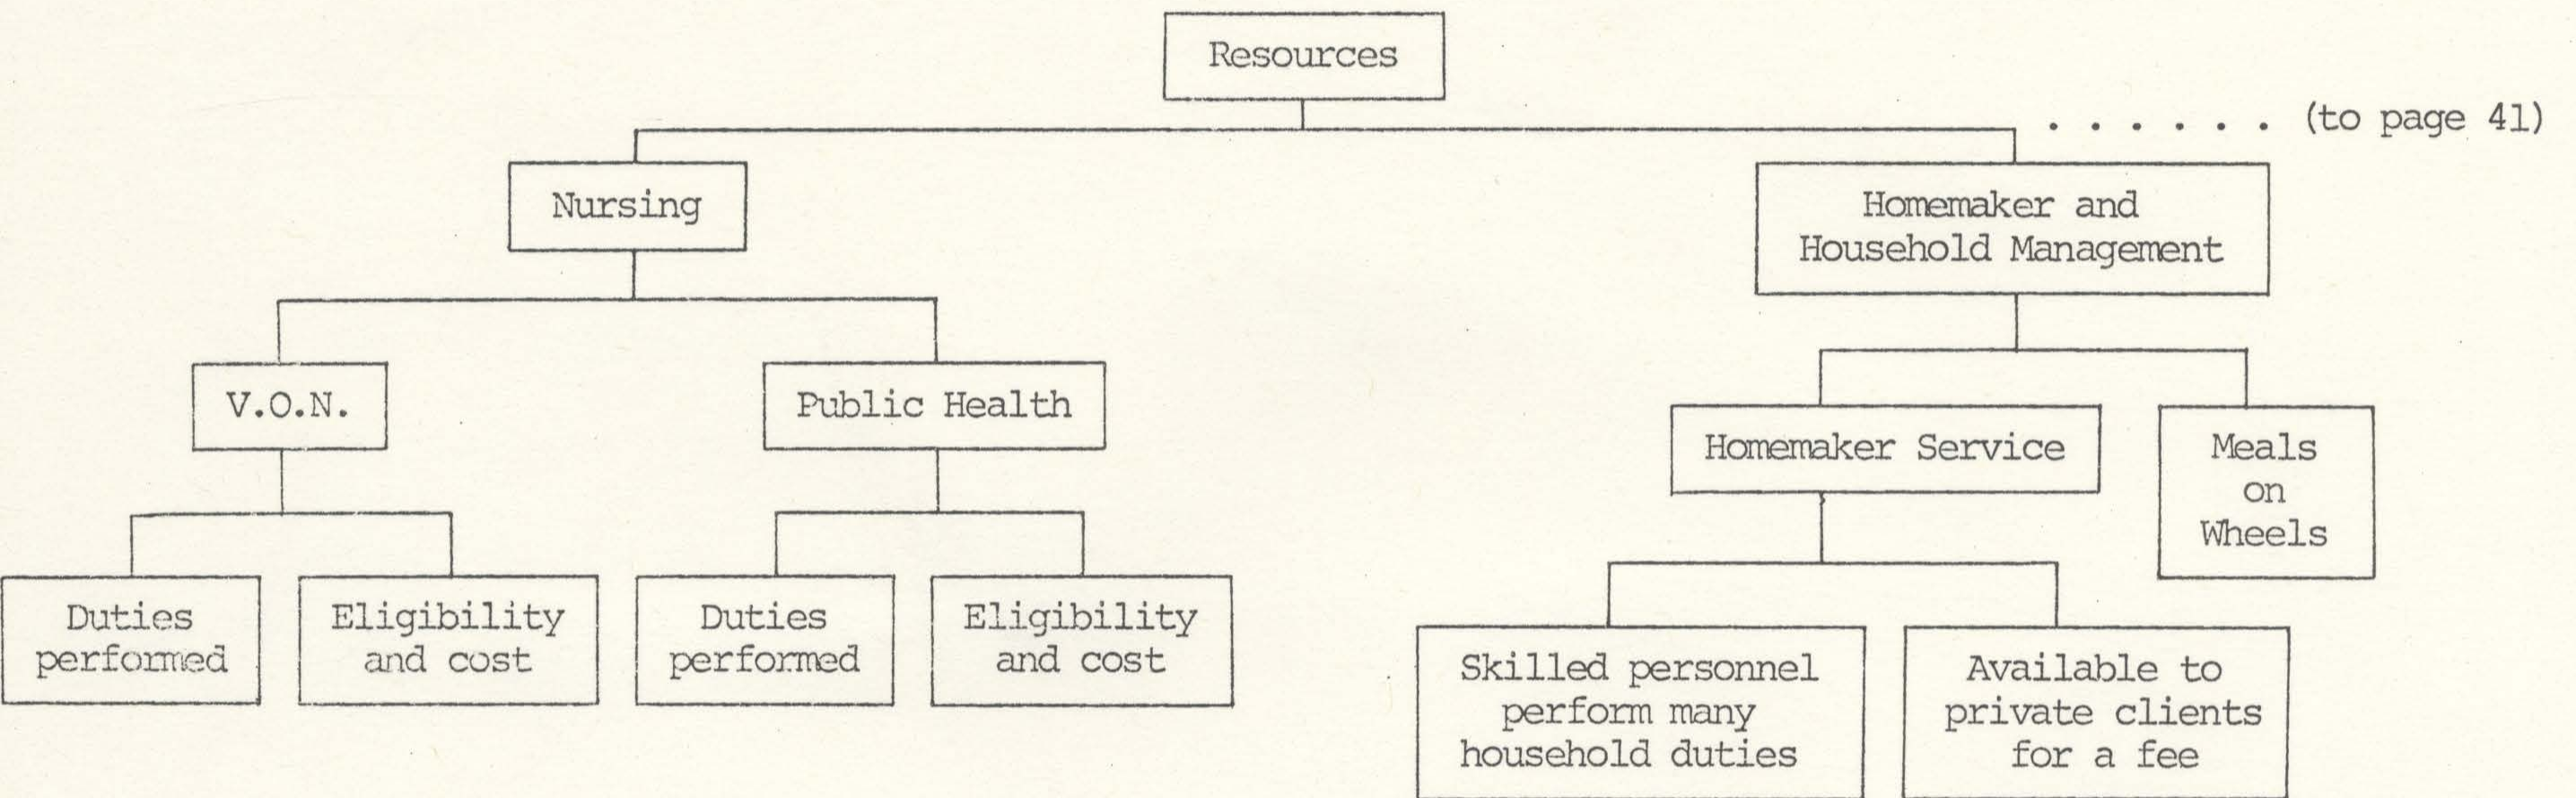 Resources
. . . . . . (to page 41)
Nursing
Homemaker and
Household Management
V.O.N.
Public Health
Homemaker Service
Meals
on
Wheels
Duties
performed
Eligibility
and cost
Duties
performed
Eligibility
and cost
Skilled personnel
perform many
household duties
Available to
private clients
for a fee